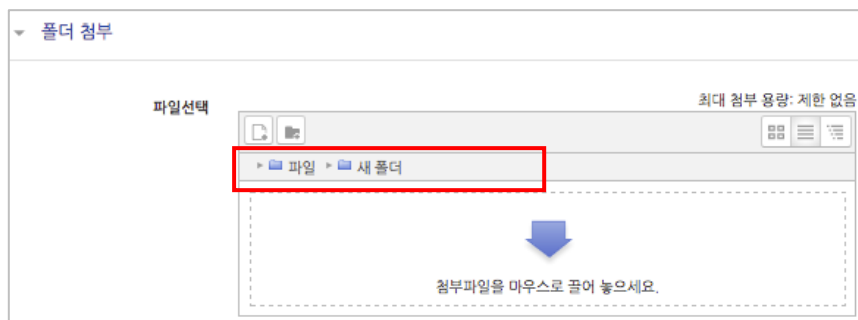 폴더 첨부
최대 첨부 용량: 제한 없음
파일선택
파일 새 폴더
첨부파일을 마우스로 끌어 놓으세요.